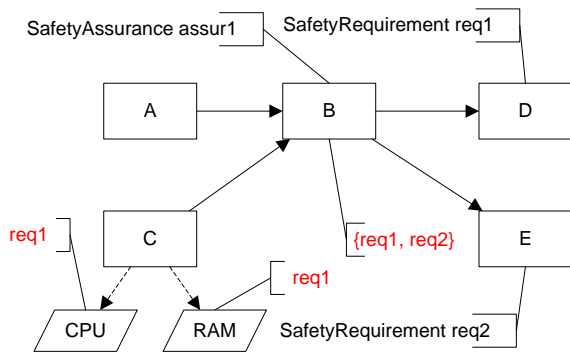 SafetyAssurance assur1
SafetyRequirement req1
A
B
D
req1
C
{req1, req2}
E
req1
CPU
RAM
SafetyRequirement req2